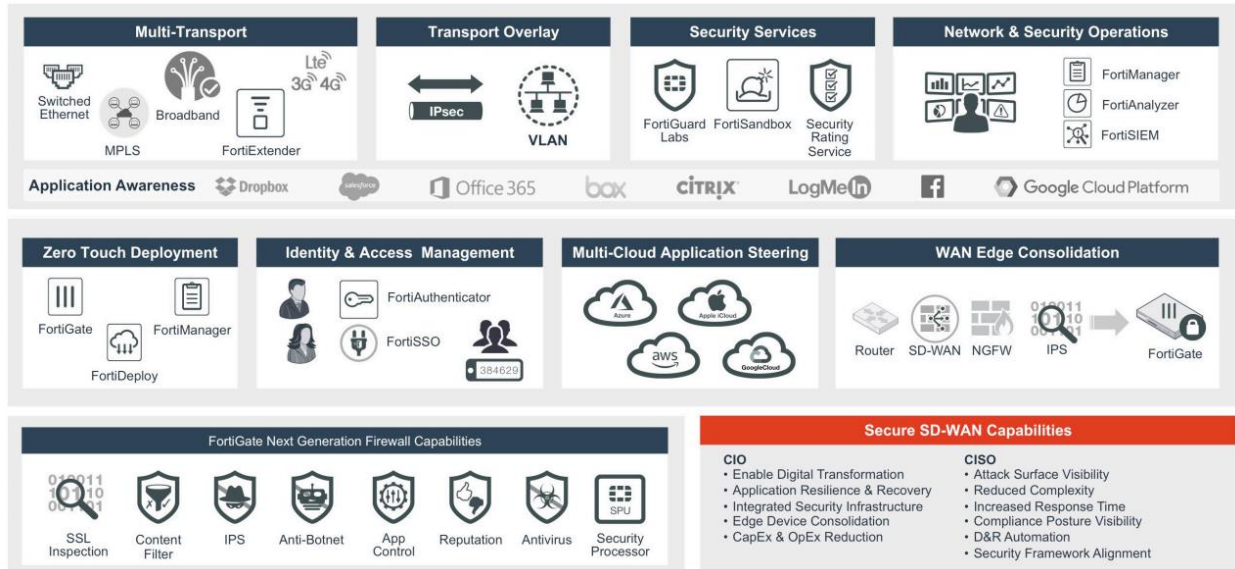 Multi-Transport
Switched
Ethernet
MPLS
Broadband
FortiExtender
Lte
3G 4G
Transport Overlay
IPsec
VLAN
Security Services
FortiGuard
Labs
FortiSandbox
Security
Rating
Service
Network & Security Operations
FortiManager
FortiAnalyzer
FortiSIEM
Application Awareness
Dropbox
salesforce
Office 365
box
CITRIX
LogMeIn
Google Cloud Platform
Zero Touch Deployment
FortiGate
FortiManager
FortiDeploy
Identity & Access Management
FortiAuthenticator
FortiSSO
384629
Multi-Cloud Application Steering
Azure
Apple iCloud
aws
GoogleCloud
WAN Edge Consolidation
Router
SD-WAN
NGFW
010011
101110
001101
IPS
FortiGate
FortiGate Next Generation Firewall Capabilities
010011
10110
001101
SSL
Inspection
Content
Filter
IPS
Anti-Botnet
App
Control
Reputation
Antivirus
SPU
Security
Processor
Secure SD-WAN Capabilities
CIO
• Enable Digital Transformation
• Application Resilience & Recovery
• Integrated Security Infrastructure
• Edge Device Consolidation
• CapEx & OpEx Reduction
CISO
• Attack Surface Visibility
• Reduced Complexity
• Increased Response Time
• Compliance Posture Visibility
• D&R Automation
• Security Framework Alignment